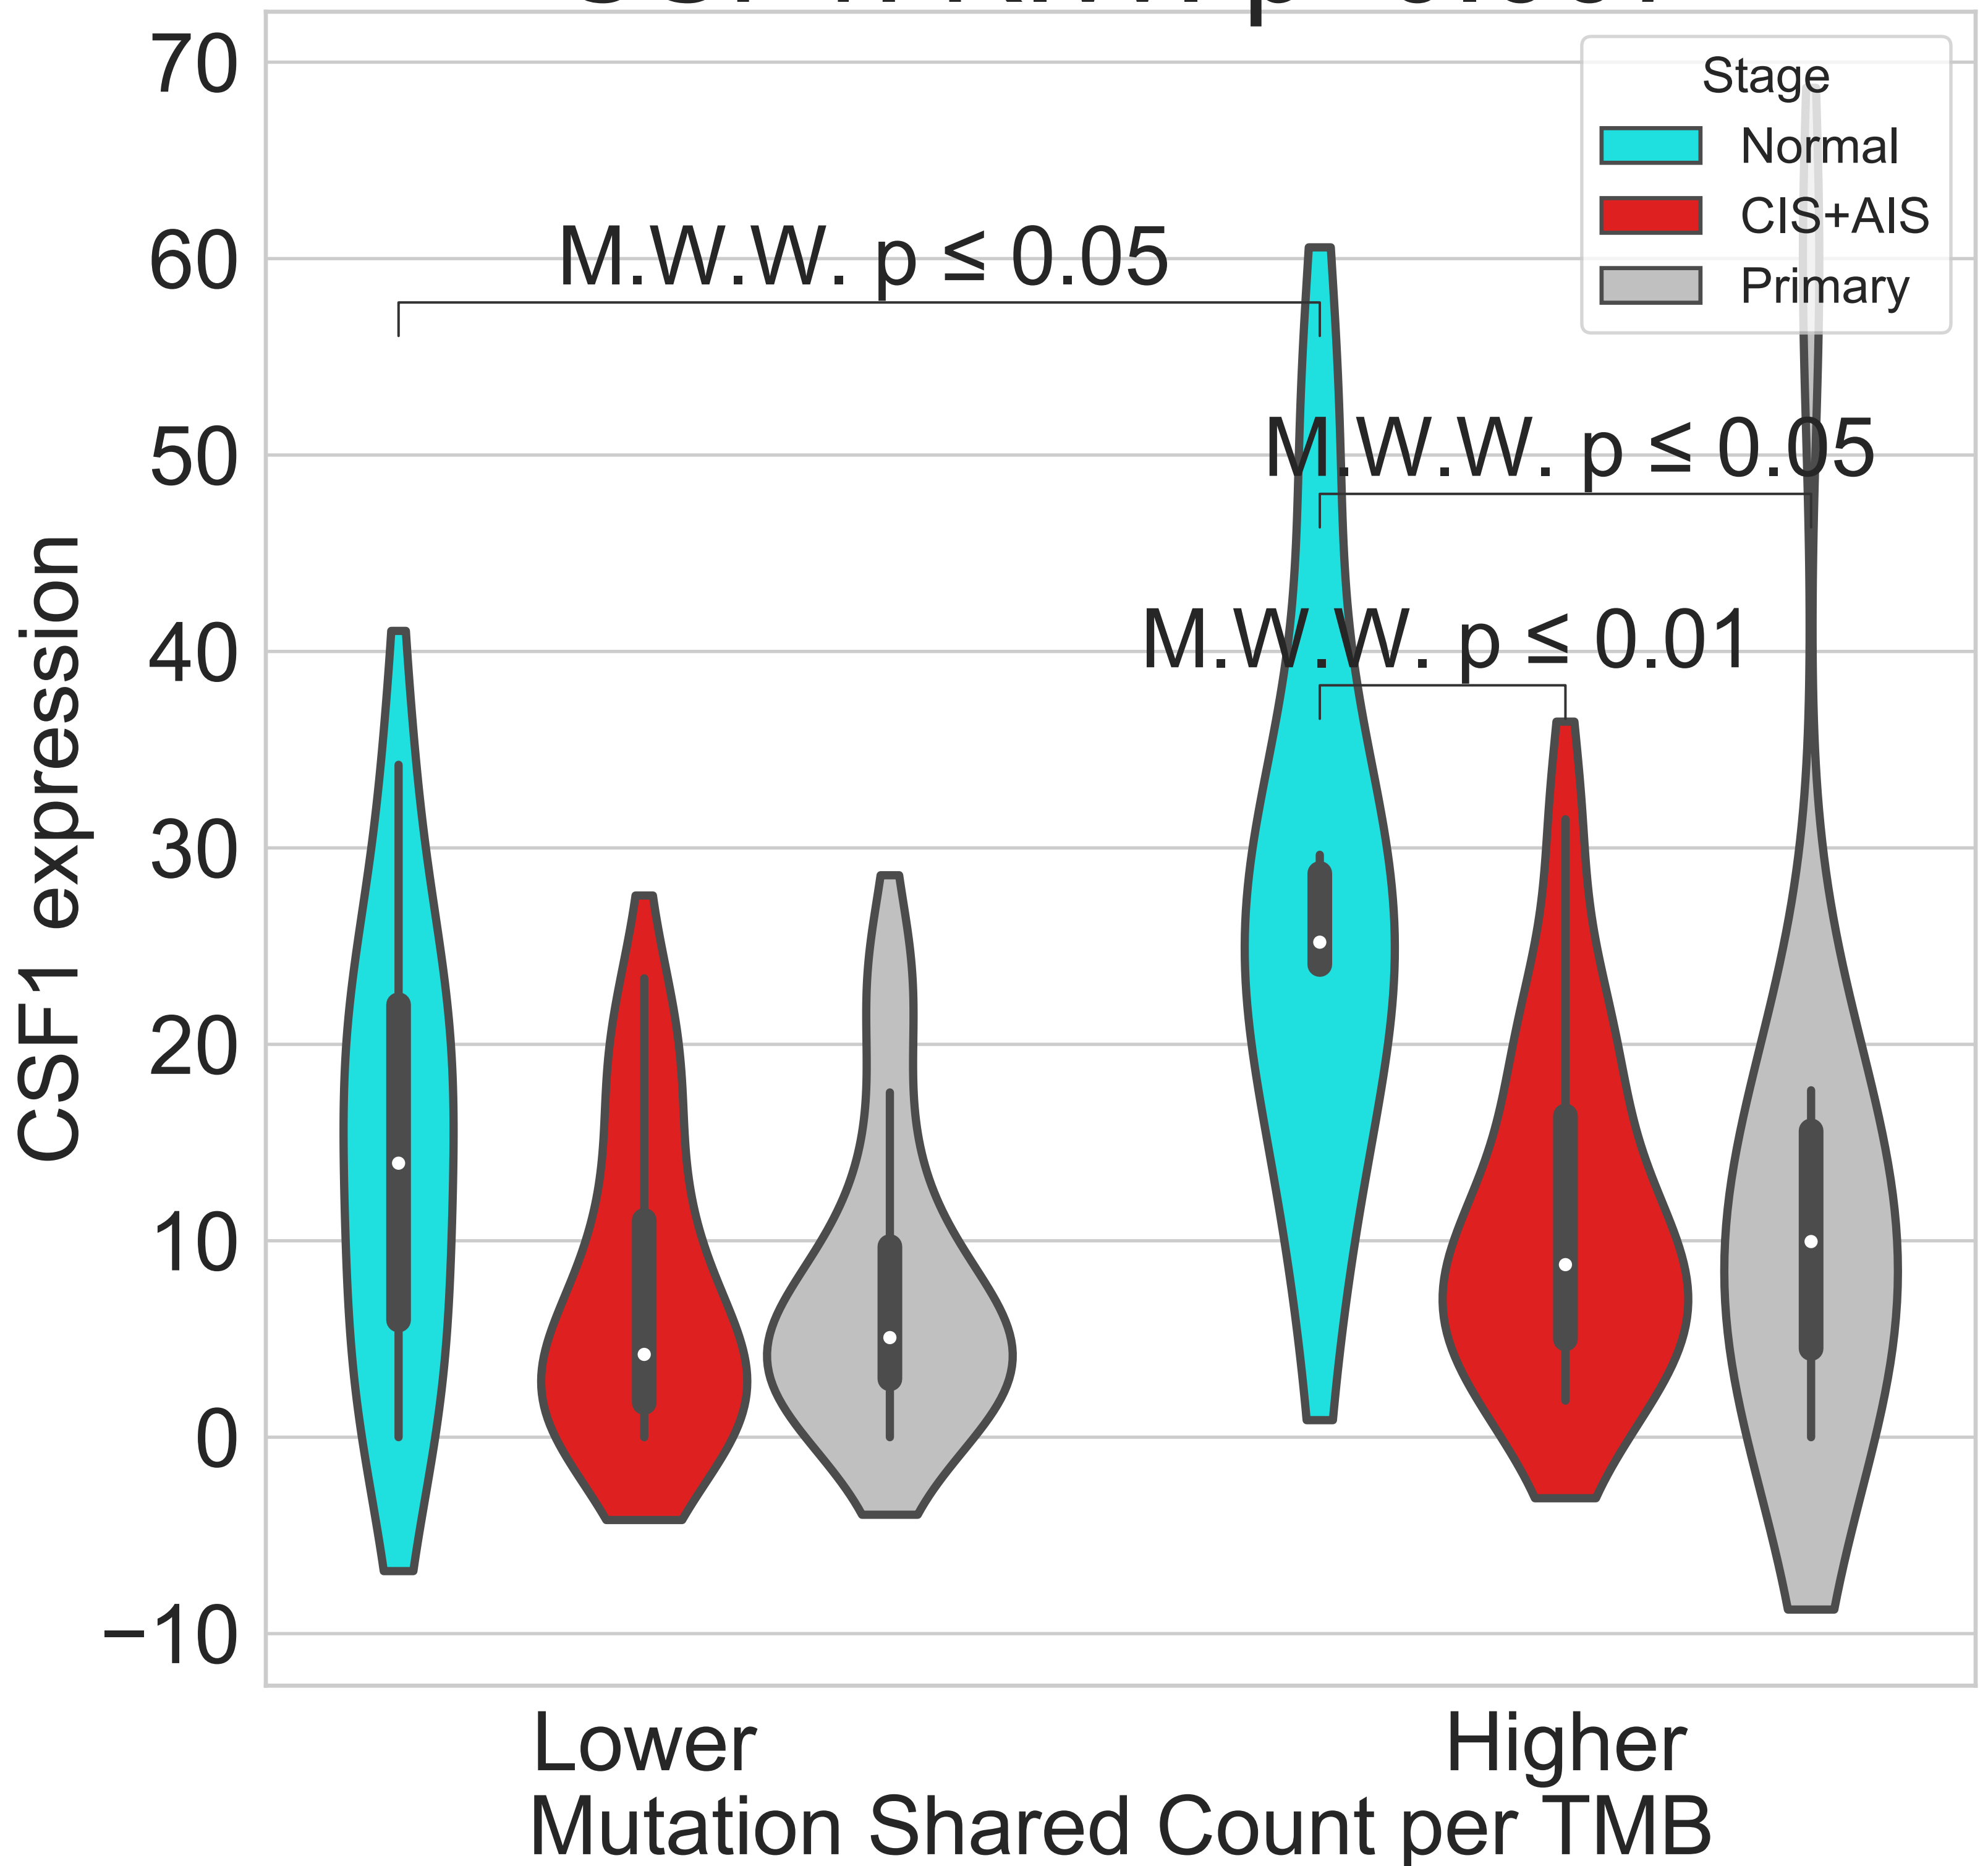 70
60
50
40
30
20
10
0
−10
CSF1 expression
Stage
Normal
CIS+AIS
Primary
M.W.W. p ≤ 0.05
M.W.W. p ≤ 0.05
M.W.W. p ≤ 0.01
Lower
Higher
Mutation Shared Count per TMB